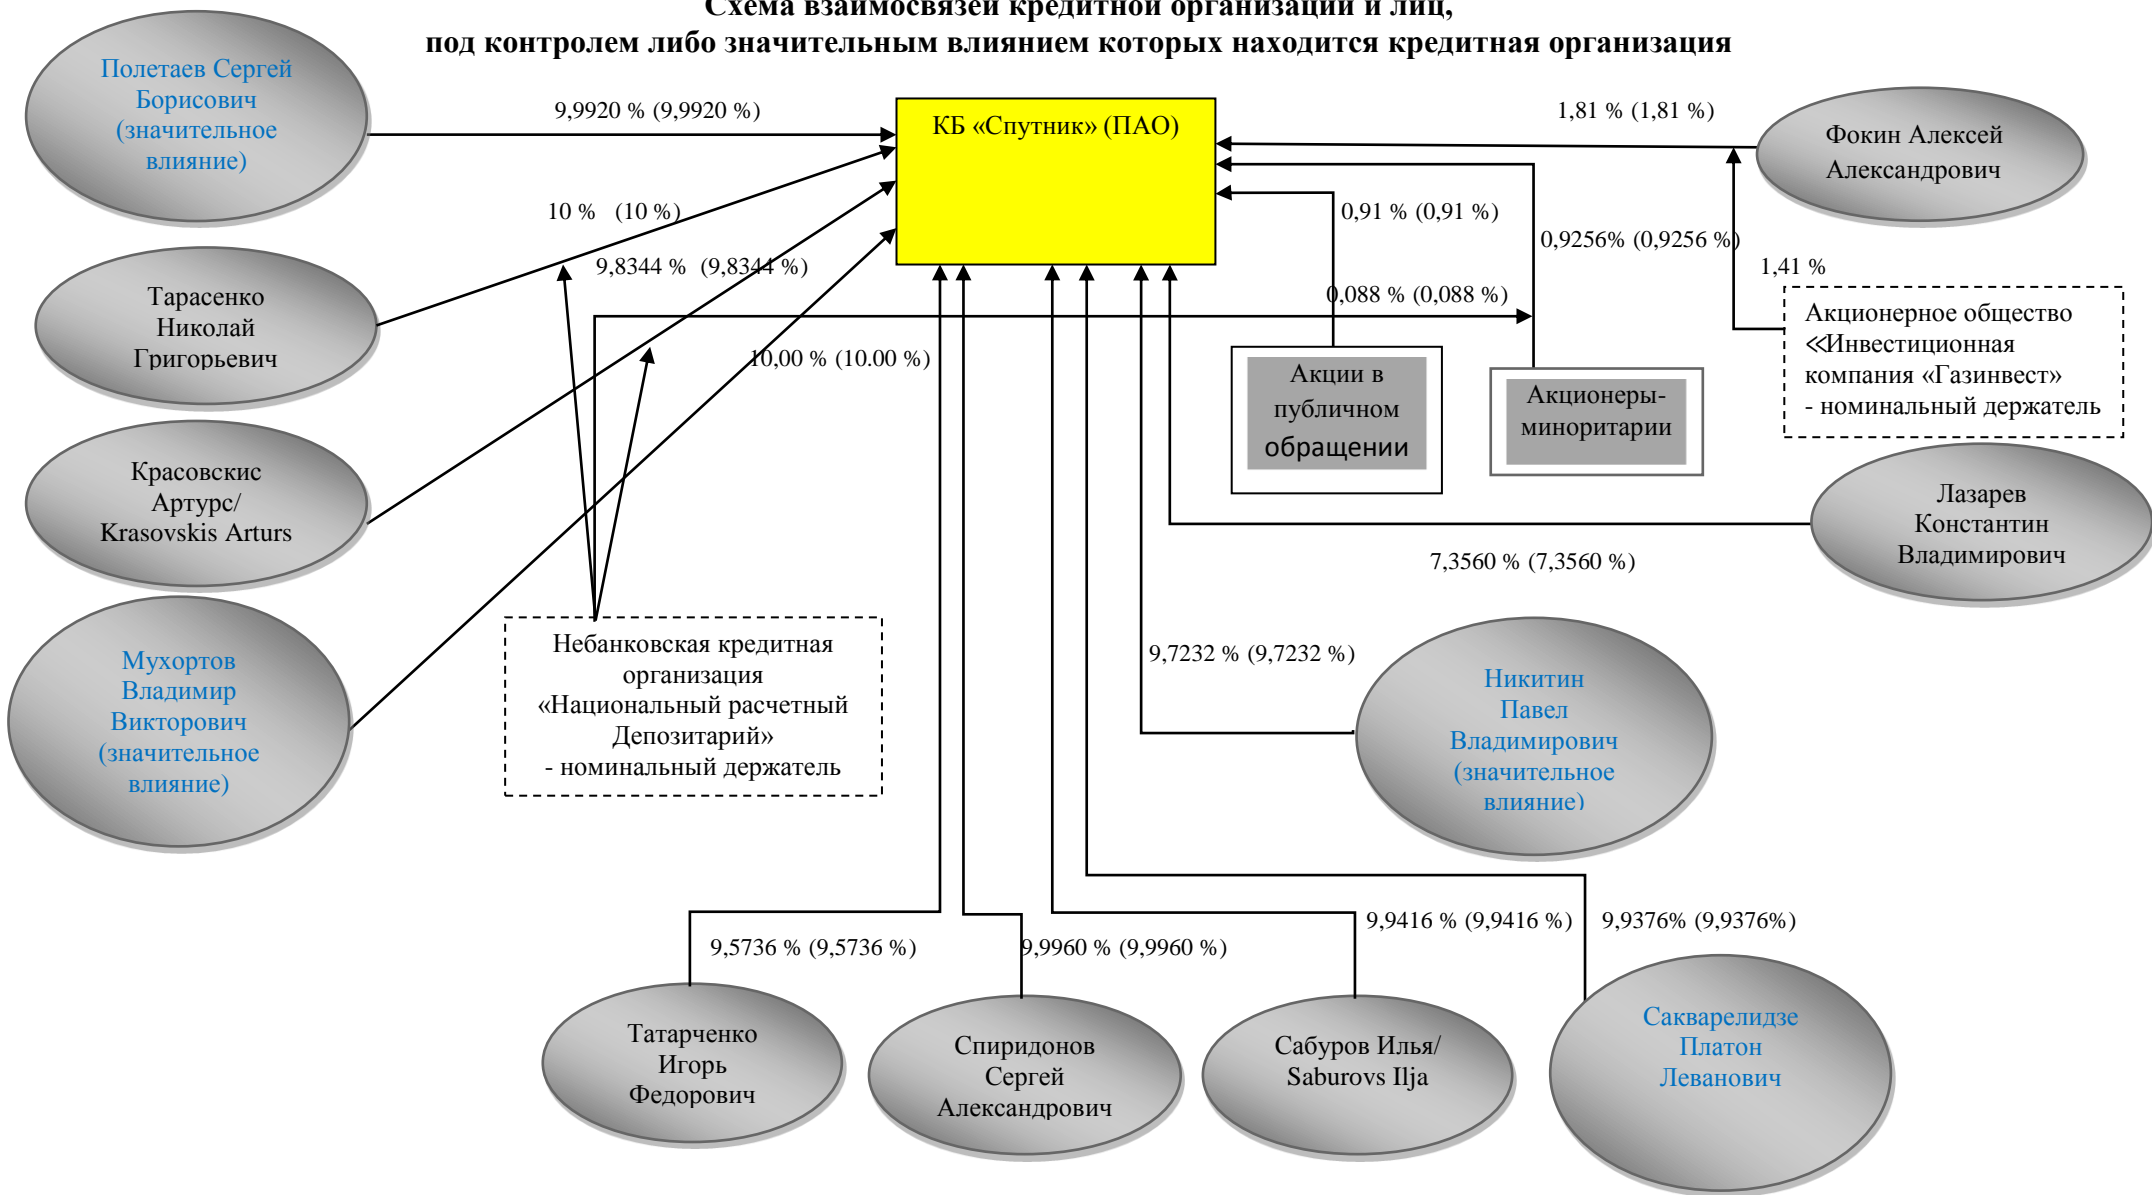 Схема взаимосвязей кредитной организации и лиц,
под контролем либо значительным влиянием которых находится кредитная организация
Полетаев Сергей
Борисович
(значительное
влияние)
9,9920 % (9,9920 %)
КБ «Спутник» (ПАО)
1,81 % (1,81 %)
Фокин Алексей
Александрович
10 % (10 %)
0,91 % (0,91 %)
0,9256% (0,9256 %)
9,8344 % (9,8344 %)
1,41 %
Тарасенко
Николай
Григорьевич
0,088 % (0,088 %)
Акционерное общество
«Инвестиционная
компания «Газинвест»
- номинальный держатель
10,00 % (10.00 %)
Акции в
публичном
обращении
Акционеры-
миноритарии
Красовскис
Артурс/
Krasovskis Arturs
Лазарев
Константин
Владимирович
7,3560 % (7,3560 %)
Мухортов
Владимир
Викторович
(значительное
влияние)
Небанковская кредитная
организация
«Национальный расчетный
Депозитарий»
- номинальный держатель
9,7232 % (9,7232 %)
Никитин
Павел
Владимирович
(значительное
влияние)
9,5736 % (9,5736 %)
9,9960 % (9,9960 %)
9,9416 % (9,9416 %)
9,9376% (9,9376%)
Татарченко
Игорь
Федорович
Спиридонов
Сергей
Александрович
Сабуров Илья/
Saburovs Ilja
Сакварелидзе
Платон
Леванович